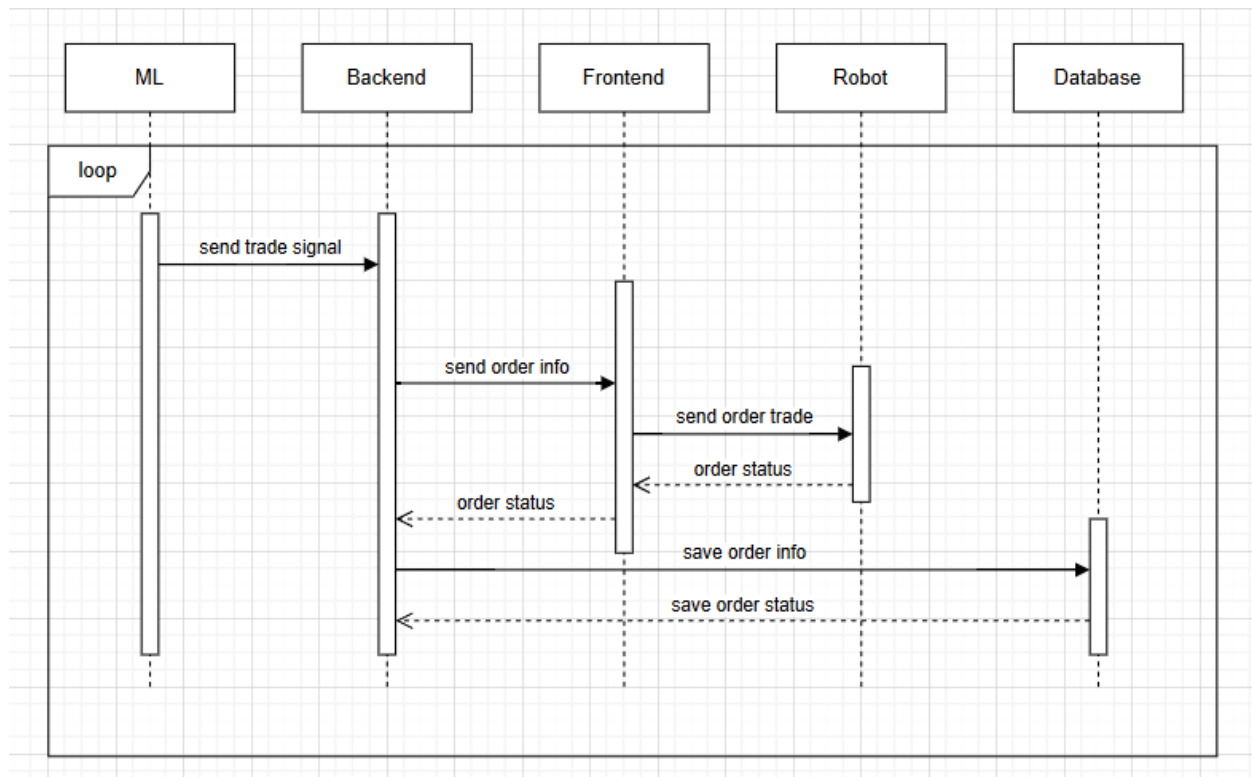 ML
Backend
Frontend
Robot
Database
loop
send trade signal
send order info
send order trade
order status
order status
save order info
save order status